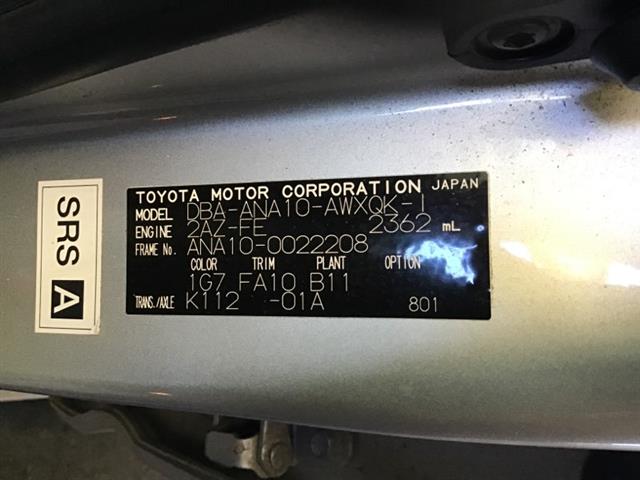 TOYOTA MOTOR CORPORATION JAPAN
MODEL DBA-ANA10-AWXQK-I
ENGINE 2AZ-FE 2362 mL
FRAME No. ANA10-0022208
COLOR TRIM PLANT OPTION
1G7 FA10 B11
TRANS./AXLE K112 -01A 801
SRS A